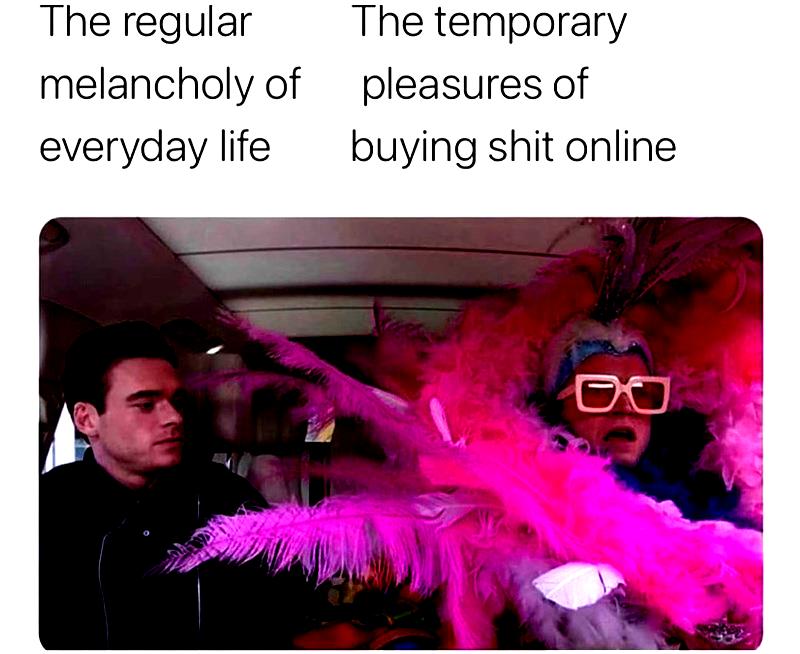 The regular
melancholy of
everyday life
The temporary
pleasures of
buying shit online